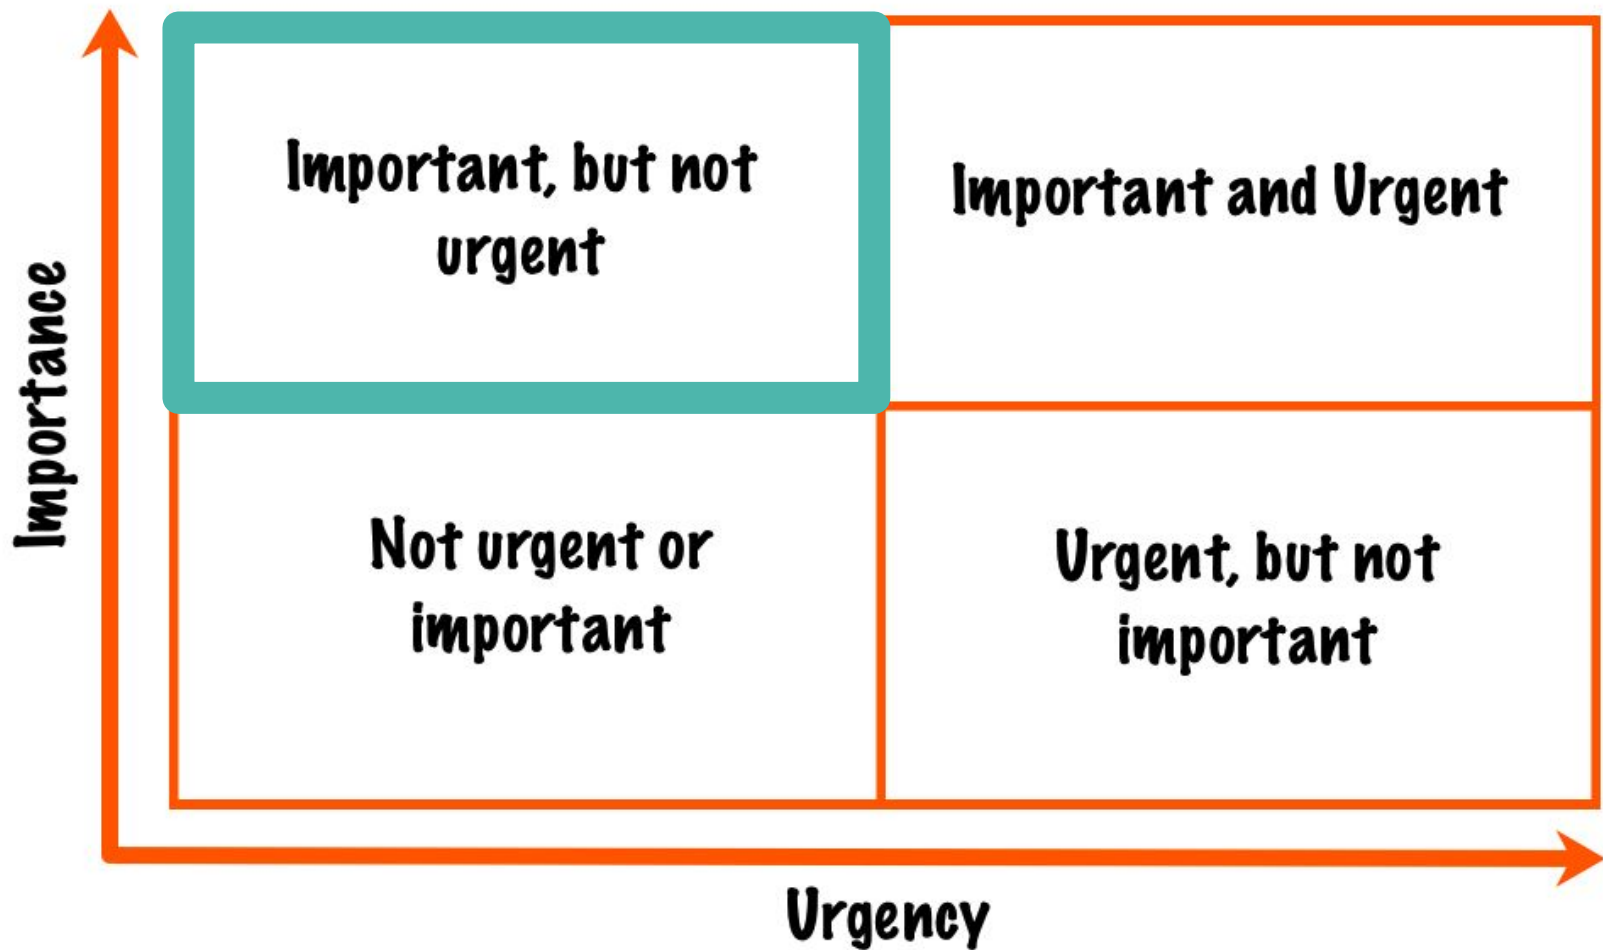 Important, but not
urgent
Important and Urgent
Importance
Not urgent or
important
Urgent, but not
important
Urgency